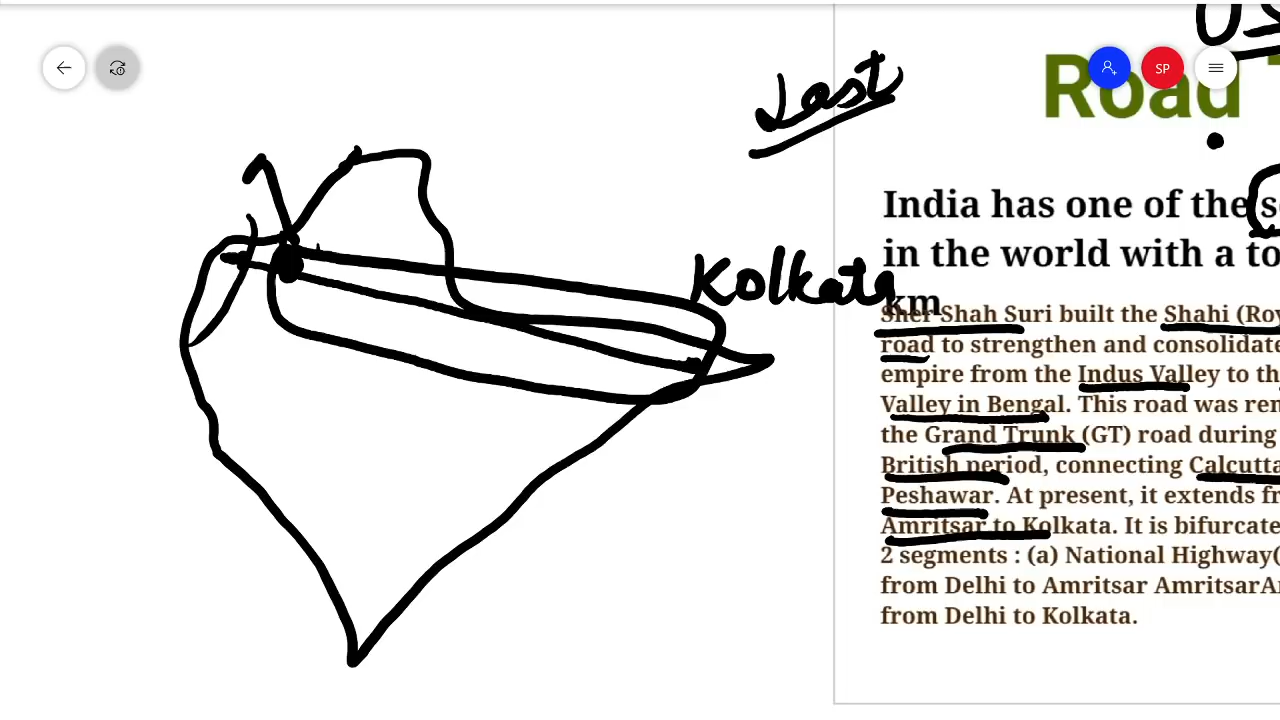 Last
Road
SP
India has one of the
in the world with a to
km
Kolkata
Sher Shah Suri built the Shahi (Roy
road to strengthen and consolidate
empire from the Indus Valley to th
Valley in Bengal. This road was ren
the Grand Trunk (GT) road during
British period, connecting Calcutta
Peshawar. At present, it extends fr
Amritsar to Kolkata. It is bifurcate
2 segments : (a) National Highway(
from Delhi to Amritsar AmritsarAn
from Delhi to Kolkata.